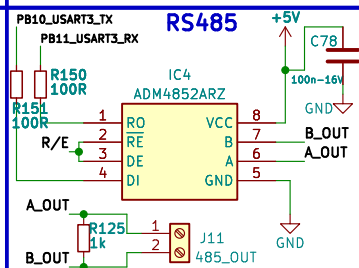 PB10_USART3_TX
RS485
+5V
PB11_USART3_RX
C78
R150
100R
IC4
ADM4852ARZ
100n-16V
R151
100R
GND
1 RO VCC 8
R/E 2 RE B 7 B_OUT
3 DE A 6 A_OUT
4 DI GND 5
A_OUT
R125
1k
1
2
J11
485_OUT
GND
B_OUT